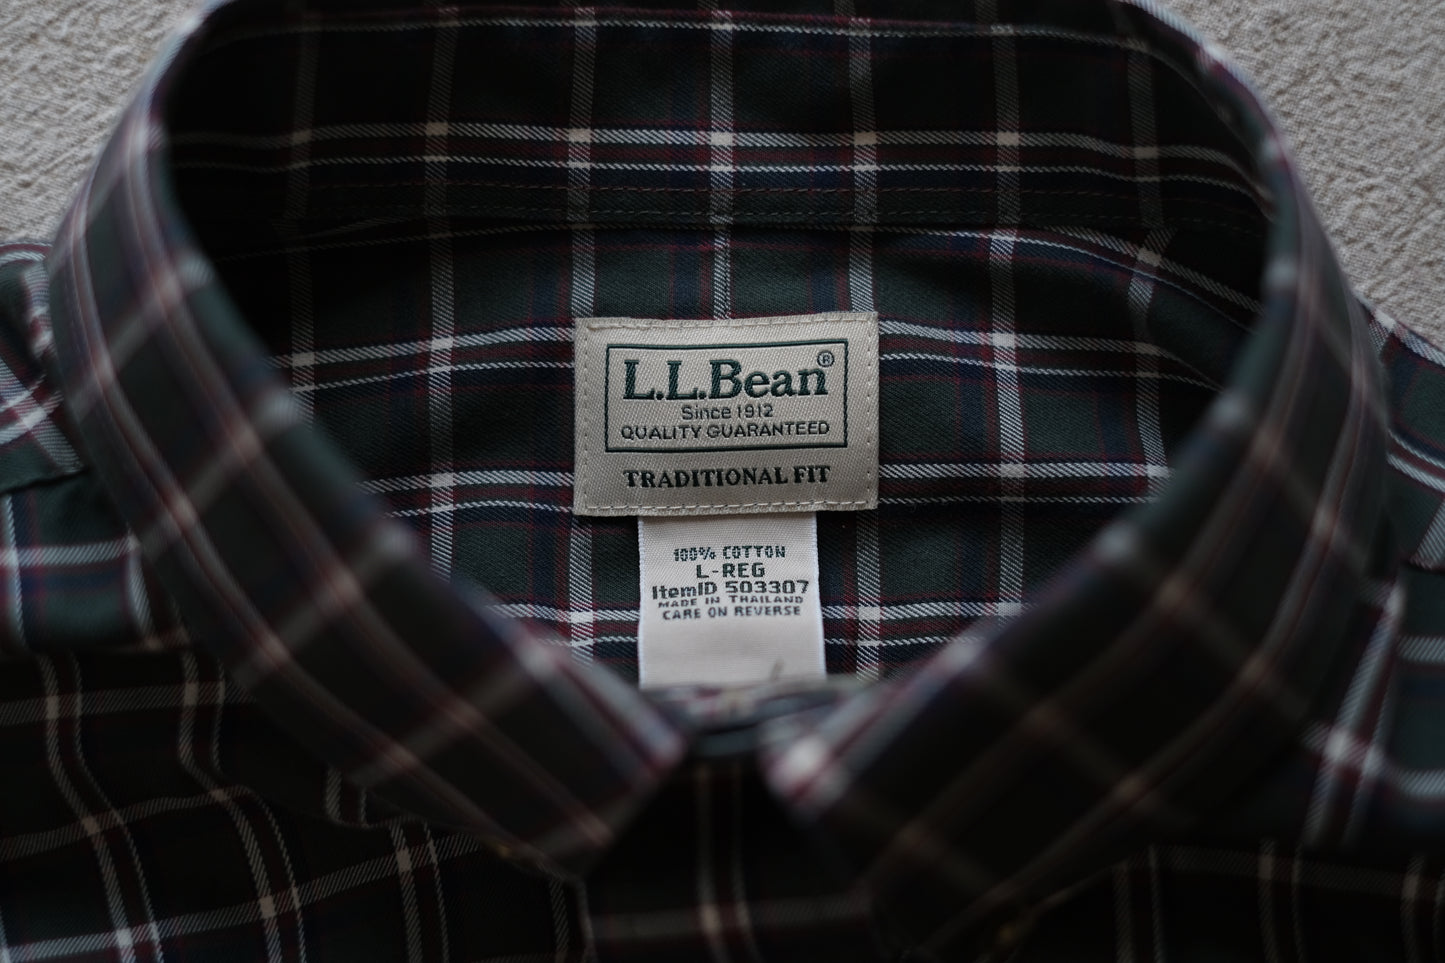 L.L.Bean®
Since 1912
QUALITY GUARANTEED
TRADITIONAL FIT
100% COTTON
L-REG
ItemID 503307
MADE IN THAILAND
CARE ON REVERSE